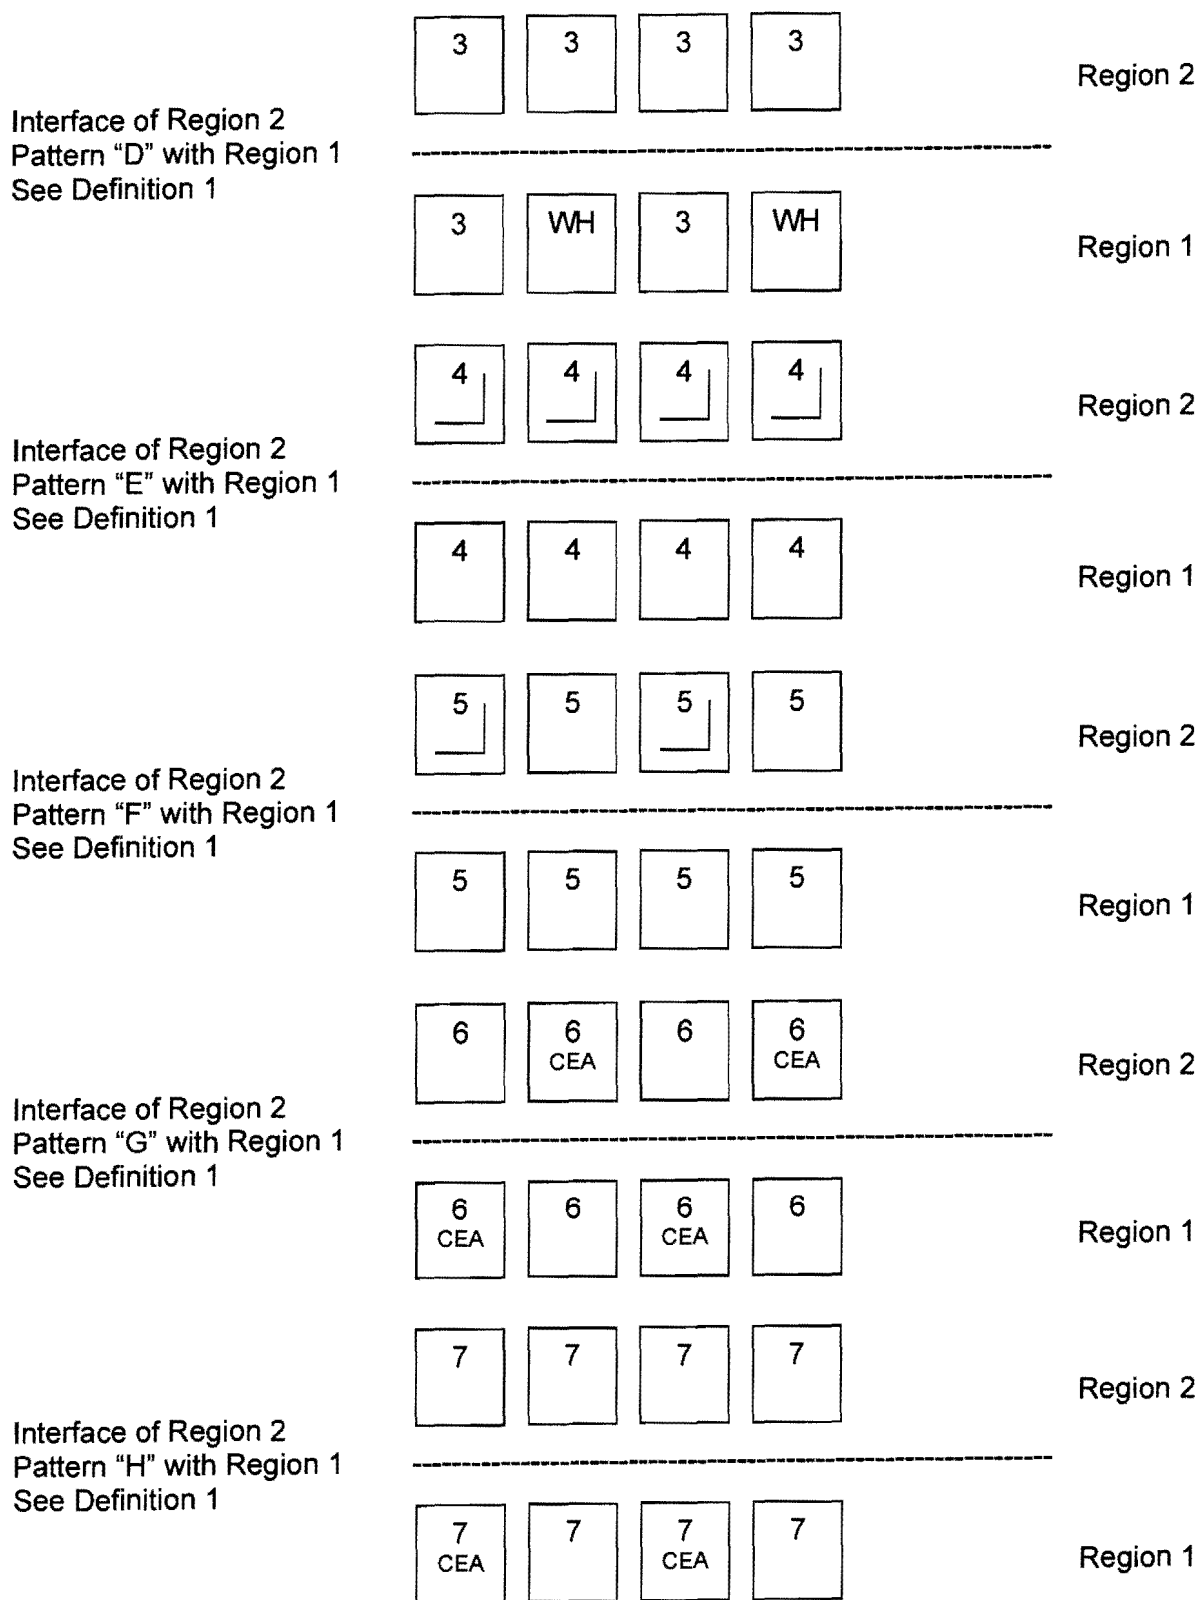 3 3 3 3
Region 2
Interface of Region 2
Pattern “D” with Region 1
See Definition 1
3 WH 3 WH
Region 1
4 4 4 4
Region 2
Interface of Region 2
Pattern “E” with Region 1
See Definition 1
4 4 4 4
Region 1
5 5 5 5
Region 2
Interface of Region 2
Pattern “F” with Region 1
See Definition 1
5 5 5 5
Region 1
6 6 6 6
CEA CEA
Region 2
Interface of Region 2
Pattern “G” with Region 1
See Definition 1
6 6 6 6
CEA CEA
Region 1
7 7 7 7
Region 2
Interface of Region 2
Pattern “H” with Region 1
See Definition 1
7 7 7 7
CEA CEA
Region 1